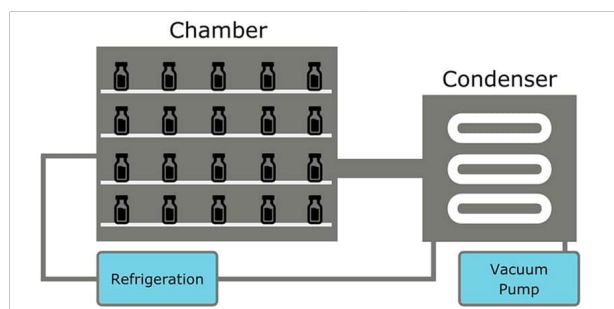 Chamber
Condenser
Refrigeration
Vacuum
Pump